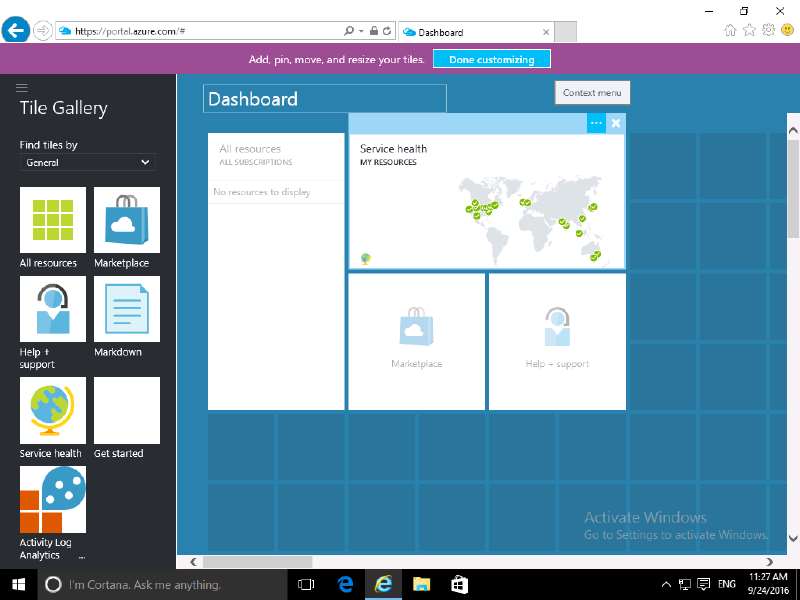 https://portal.azure.com/#
Dashboard
Add, pin, move, and resize your tiles.
Done customizing
Tile Gallery
Find tiles by
General
All resources
Marketplace
Help +
support
Markdown
Service health
Get started
Activity Log
Analytics ...
Dashboard
Context menu
All resources
ALL SUBSCRIPTIONS
No resources to display
Service health
MY RESOURCES
Marketplace
Help + support
Activate Windows
Go to Settings to activate Windows.
I'm Cortana. Ask me anything.
ENG
11:27 AM
9/24/2016